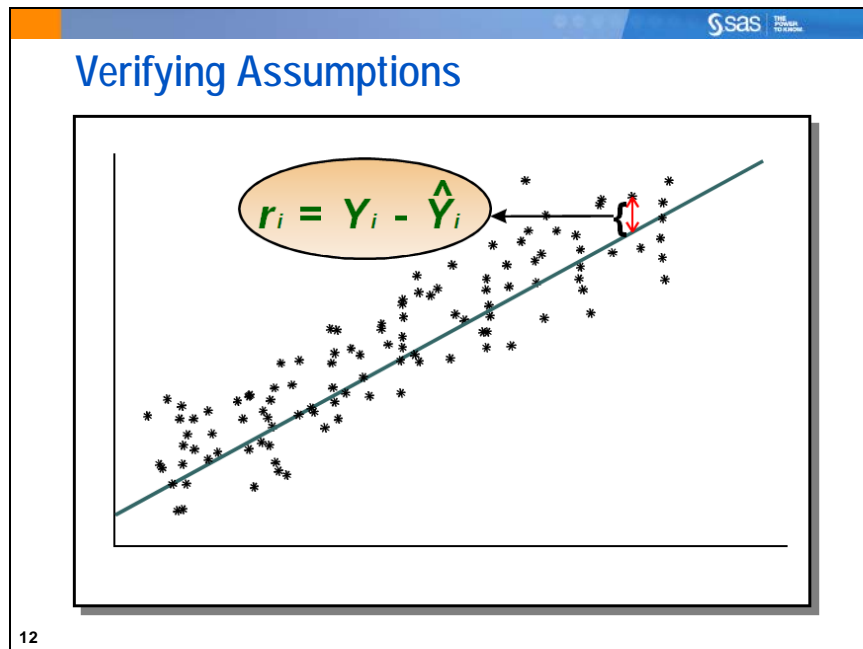 sas THE POWER TO KNOW.
Verifying Assumptions
rᵢ = Yᵢ - Ŷᵢ
{
12